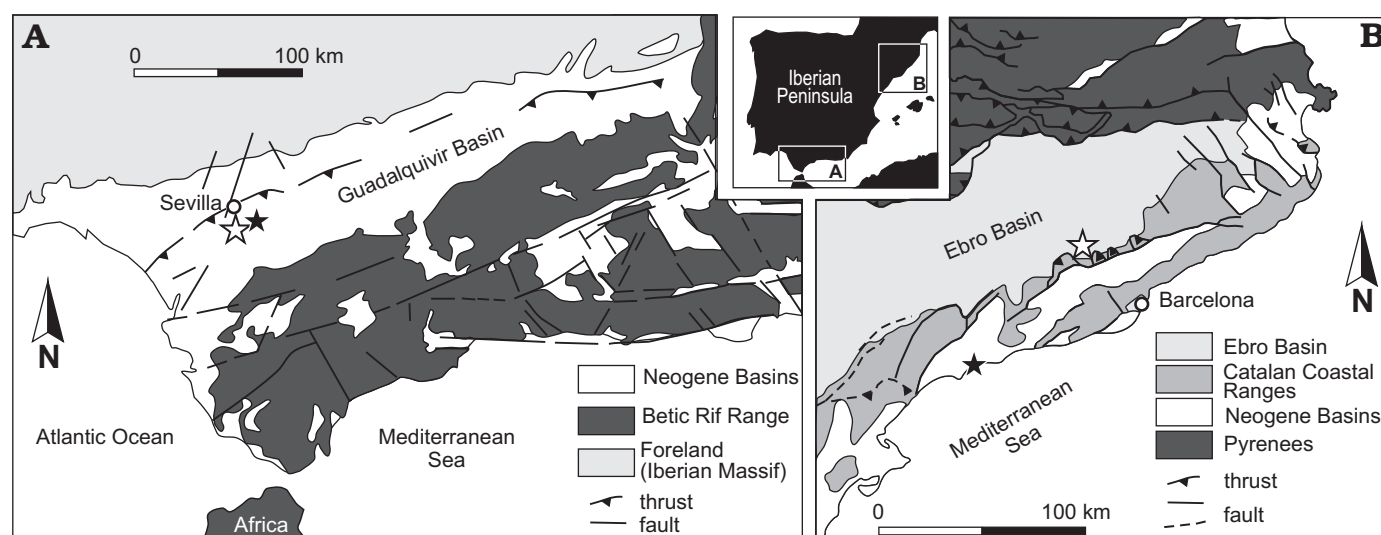 A
0 100 km
Guadalquivir Basin
Sevilla
N
Atlantic Ocean
Mediterranean
Sea
Africa
Neogene Basins
Betic Rif Range
Foreland
(Iberian Massif)
thrust
fault
Iberian
Peninsula
B
A
B
Ebro Basin
Barcelona
N
Mediterranean
Sea
Ebro Basin
Catalan Coastal
Ranges
Neogene Basins
Pyrenees
thrust
fault
0 100 km